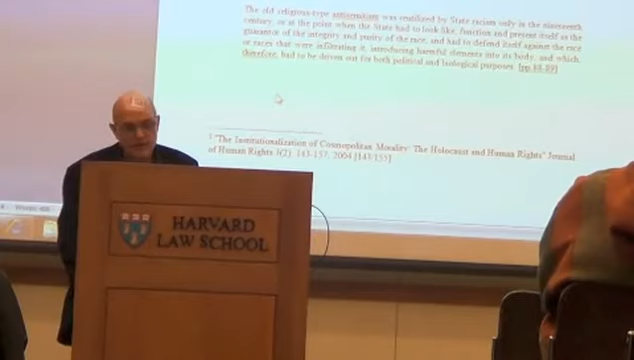 The old religious-type antisemitism was reutilized by State racism only in the nineteenth
century, or at the point when the State had to look like, function and present itself as the
guarantor of the integrity and purity of the race, and had to defend itself against the race
or races that were infiltrating it, introducing harmful elements into its body, and which,
therefore, had to be driven out for both political and biological purposes. [pp.88-89]
1 "The Institutionalization of Cosmopolitan Morality: The Holocaust and Human Rights" Journal
of Human Rights 3(2): 143-157, 2004 [143/155]
HARVARD
LAW SCHOOL